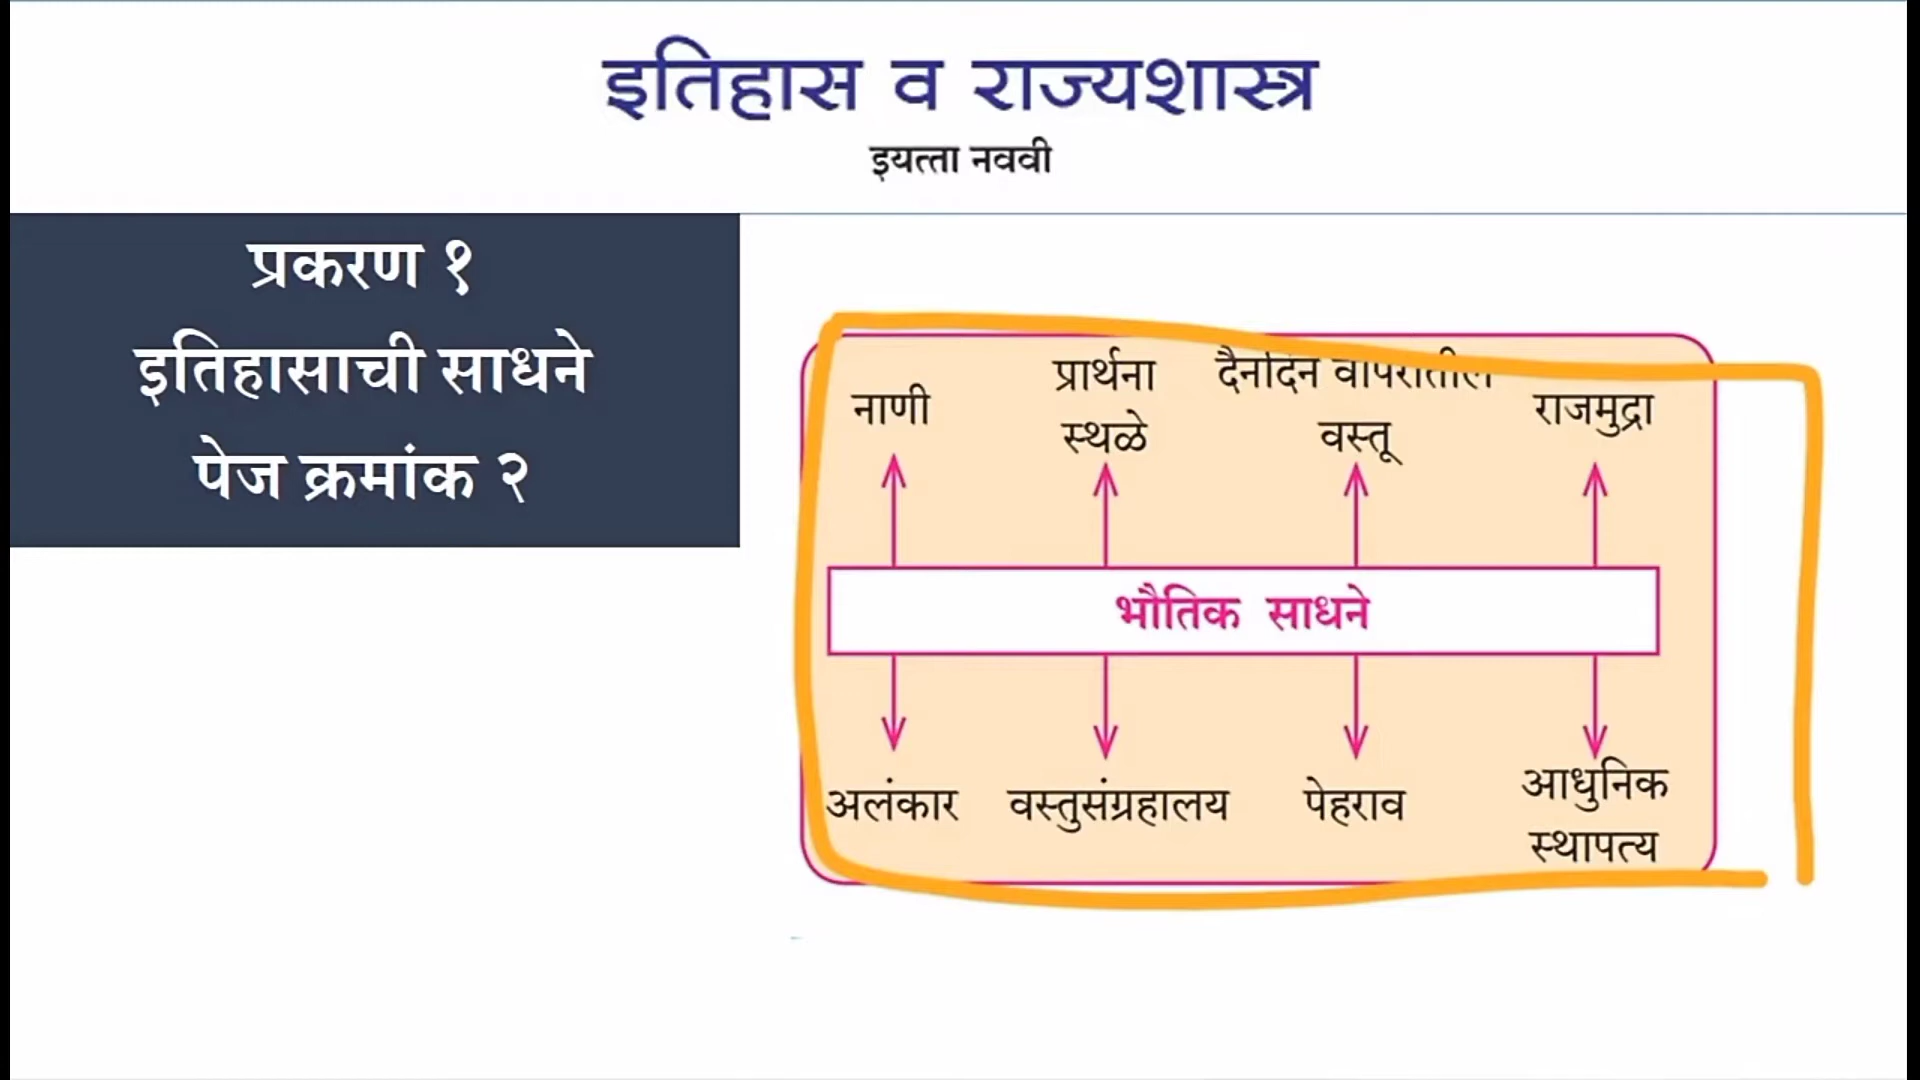 इतिहास व राज्यशास्त्र
इयत्ता नववी
प्रकरण १
इतिहासाची साधने
पेज क्रमांक २
नाणी
प्रार्थना
स्थळे
दैनंदिन वापरातील
वस्तू
राजमुद्रा
भौतिक साधने
अलंकार
वस्तुसंग्रहालय
पेहराव
आधुनिक
स्थापत्य